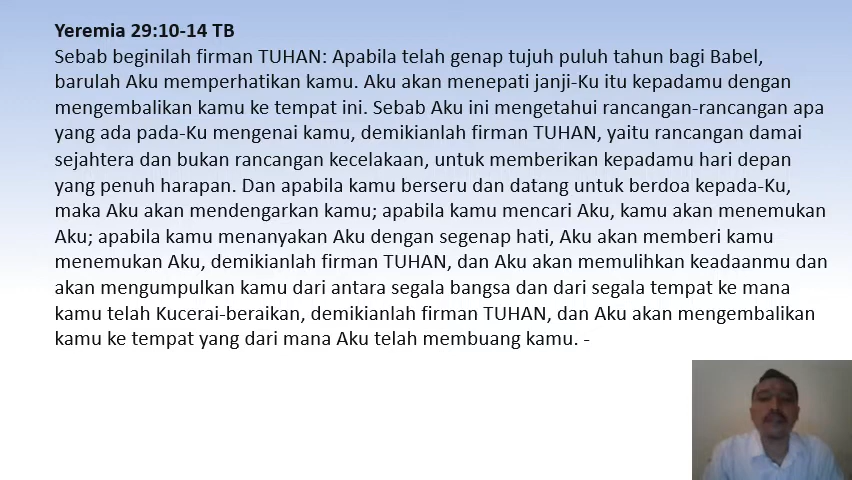 Yeremia 29:10-14 TB
Sebab beginilah firman TUHAN: Apabila telah genap tujuh puluh tahun bagi Babel,
barulah Aku memperhatikan kamu. Aku akan menepati janji-Ku itu kepadamu dengan
mengembalikan kamu ke tempat ini. Sebab Aku ini mengetahui rancangan-rancangan apa
yang ada pada-Ku mengenai kamu, demikianlah firman TUHAN, yaitu rancangan damai
sejahtera dan bukan rancangan kecelakaan, untuk memberikan kepadamu hari depan
yang penuh harapan. Dan apabila kamu berseru dan datang untuk berdoa kepada-Ku,
maka Aku akan mendengarkan kamu; apabila kamu mencari Aku, kamu akan menemukan
Aku; apabila kamu menanyakan Aku dengan segenap hati, Aku akan memberi kamu
menemukan Aku, demikianlah firman TUHAN, dan Aku akan memulihkan keadaanmu dan
akan mengumpulkan kamu dari antara segala bangsa dan dari segala tempat ke mana
kamu telah Kucerai-beraikan, demikianlah firman TUHAN, dan Aku akan mengembalikan
kamu ke tempat yang dari mana Aku telah membuang kamu. -